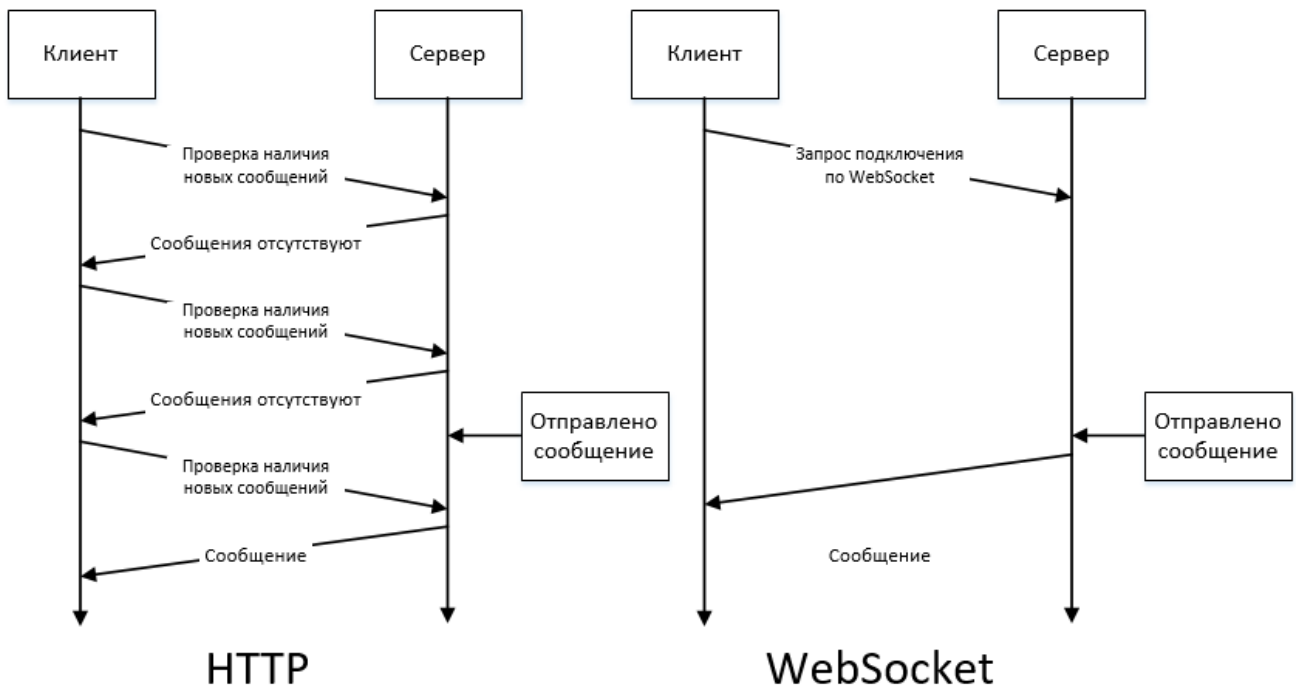 Клиент
Сервер
Проверка наличия
новых сообщений
Сообщения отсутствуют
Проверка наличия
новых сообщений
Сообщения отсутствуют
Отправлено
сообщение
Проверка наличия
новых сообщений
Сообщение
HTTP
Клиент
Сервер
Запрос подключения
по WebSocket
Отправлено
сообщение
Сообщение
WebSocket